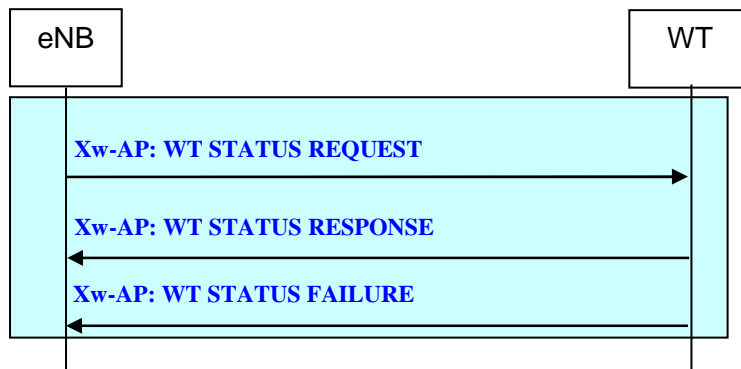 eNB
WT
Xw-AP: WT STATUS REQUEST
Xw-AP: WT STATUS RESPONSE
Xw-AP: WT STATUS FAILURE